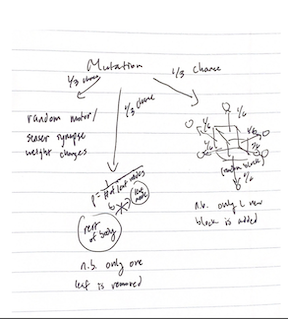 Mutation
1/3 chance
1/3 chance
1/3 chance
random motor/
sensor synapse
weight changes
1/6
1/6
1/6
1/6
1/6
(random block)
p = 1/# of leaf nodes
leaf
node
rest
of body
n.b. only 1 new
block is added
n.b. only one
leaf is removed